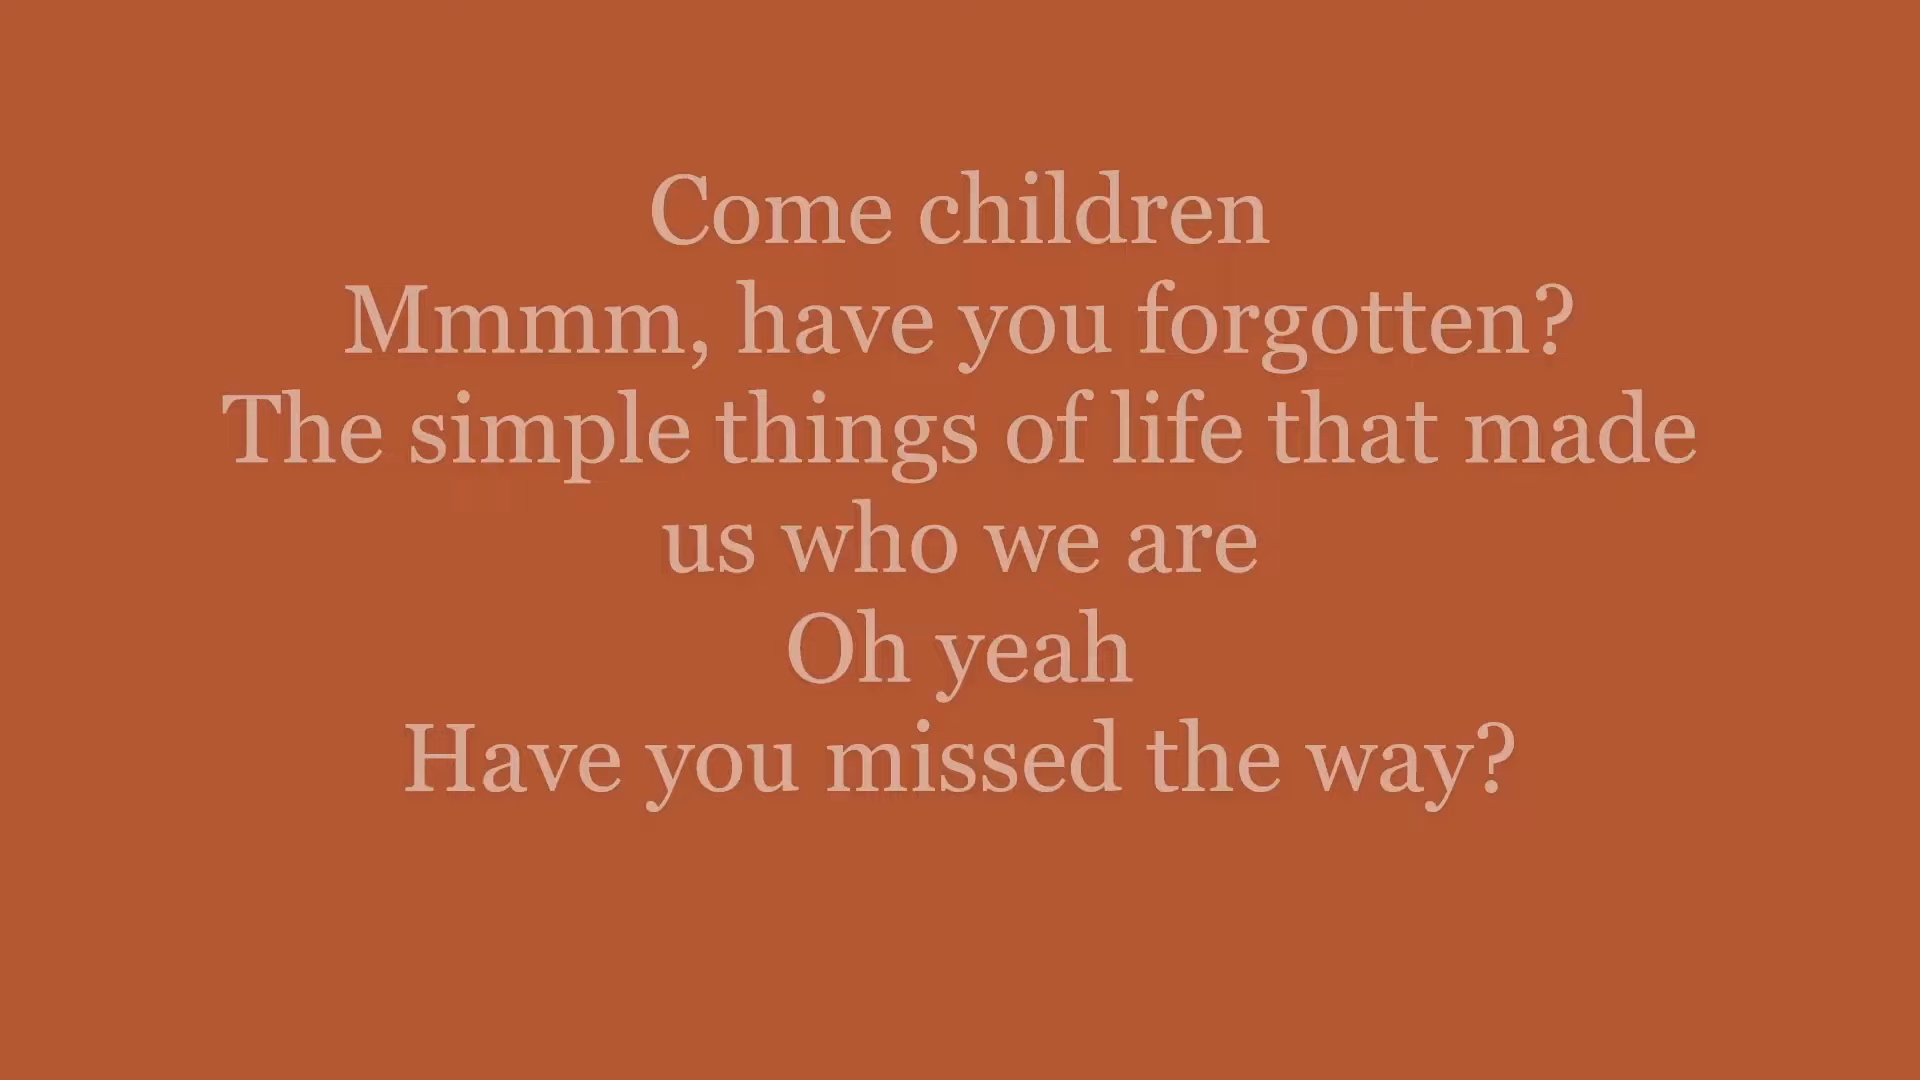 Come children
Mmmm, have you forgotten?
The simple things of life that made
us who we are
Oh yeah
Have you missed the way?